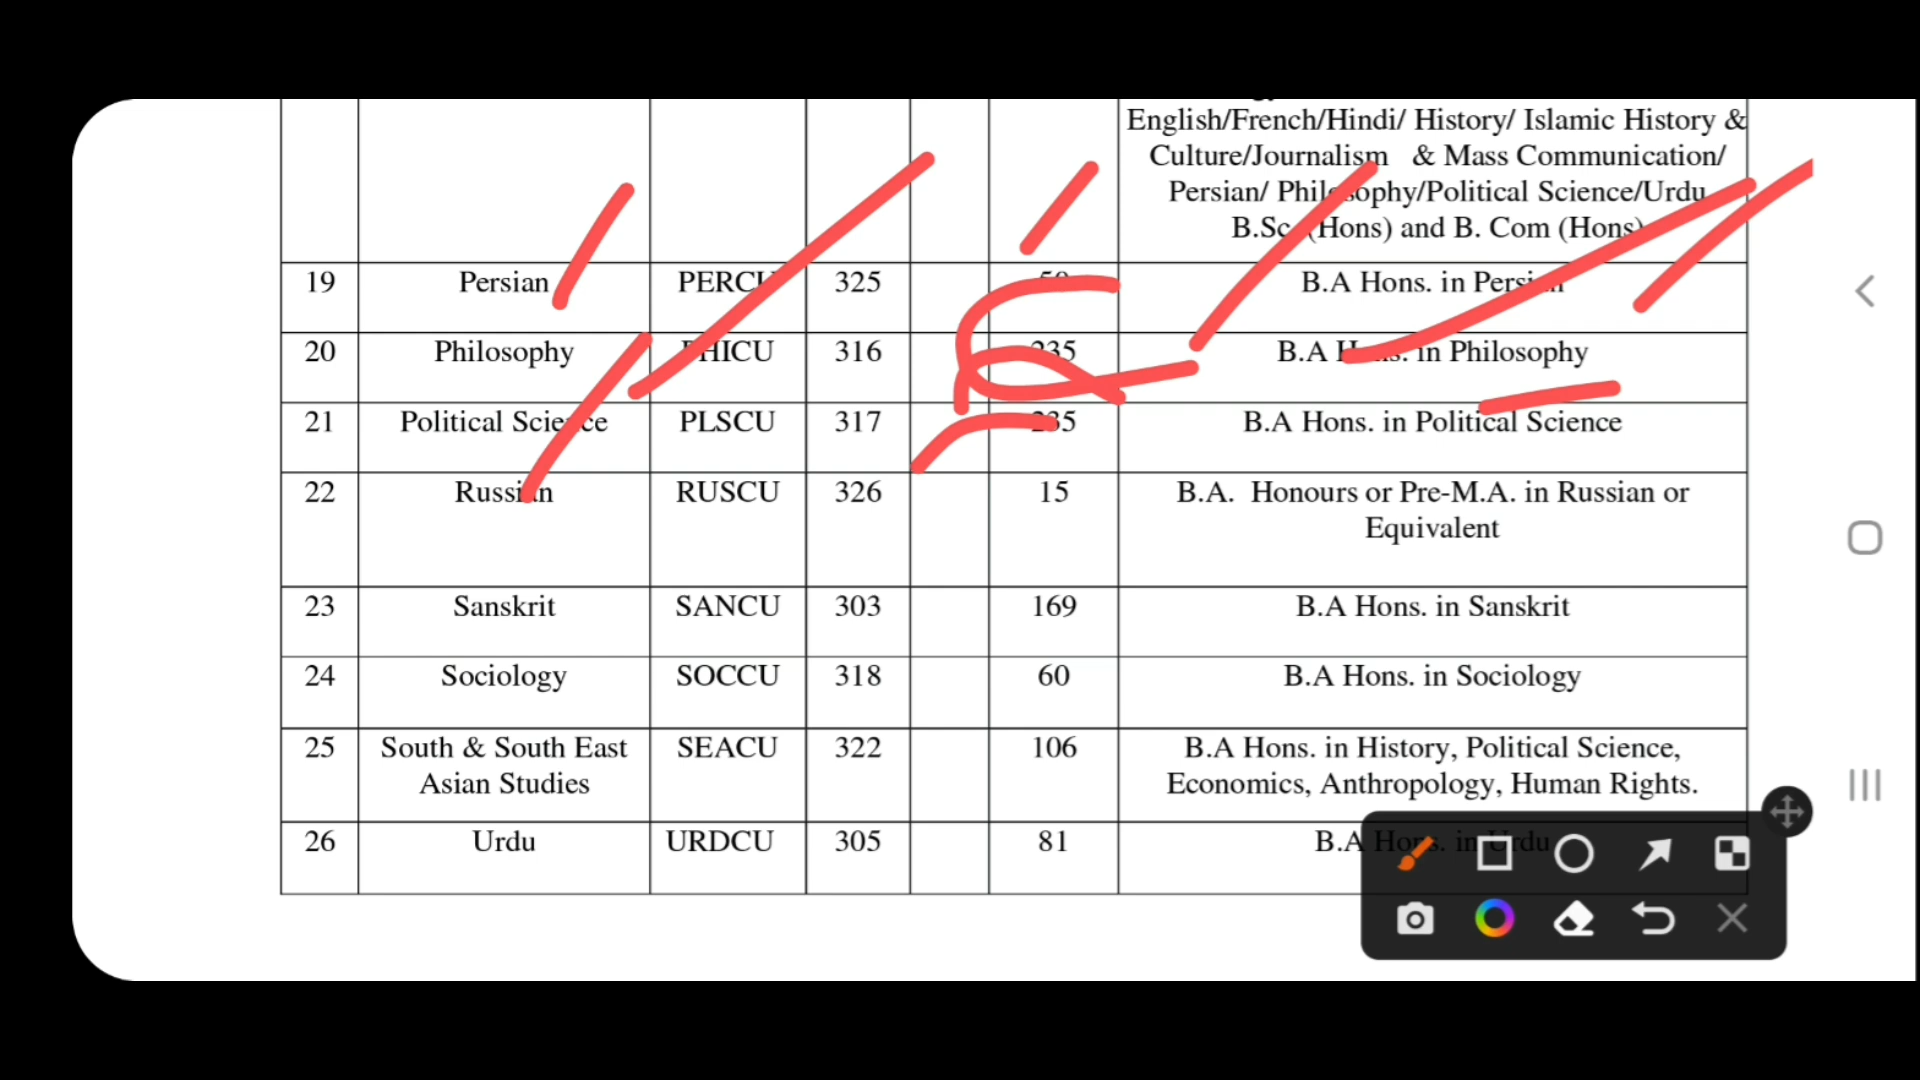 English/French/Hindi/ History/ Islamic History &
Culture/Journalism & Mass Communication/
Persian/ Philosophy/Political Science/Urdu
B.Sc. (Hons) and B. Com (Hons)
19 Persian PERCU 325 50 B.A Hons. in Persian
20 Philosophy PHICU 316 235 B.A Hons. in Philosophy
21 Political Science PLSCU 317 235 B.A Hons. in Political Science
22 Russian RUSCU 326 15 B.A. Honours or Pre-M.A. in Russian or
Equivalent
23 Sanskrit SANCU 303 169 B.A Hons. in Sanskrit
24 Sociology SOCCU 318 60 B.A Hons. in Sociology
25 South & South East SEACU 322 106 B.A Hons. in History, Political Science,
Asian Studies Economics, Anthropology, Human Rights.
26 Urdu URDCU 305 81 B.A Hons. in Urdu